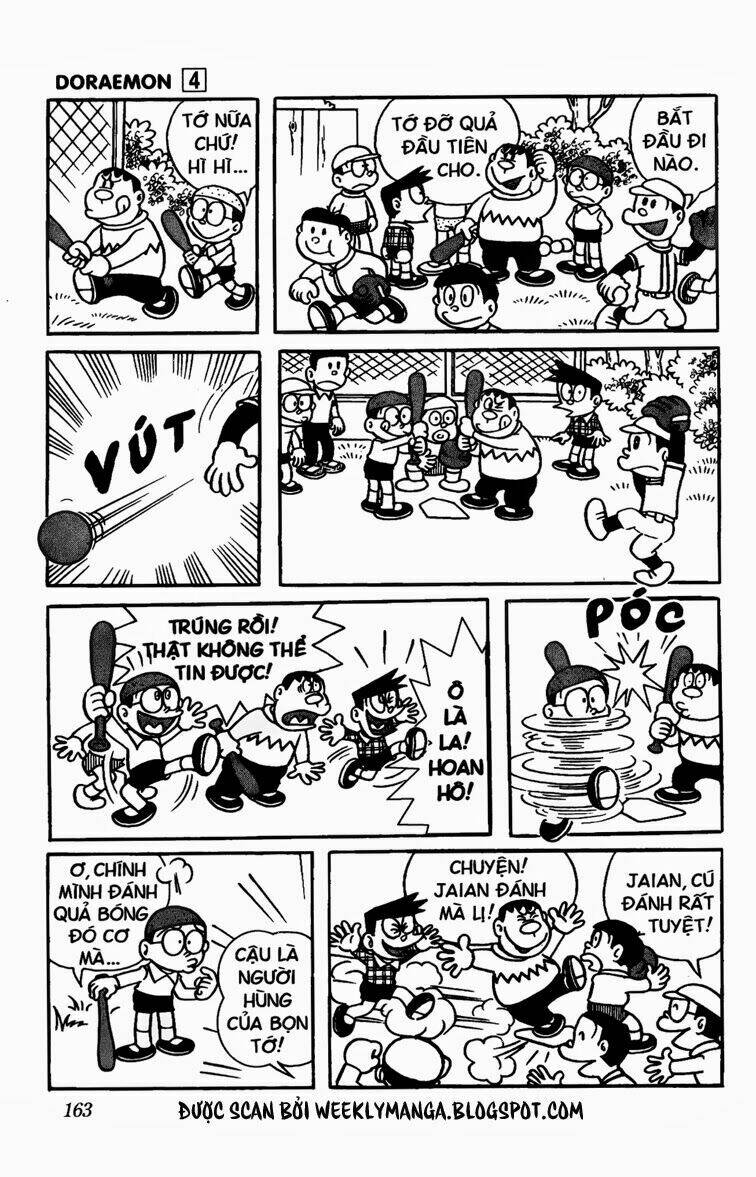 DORAEMON 4
TỚ NỮA
CHỨ!
HÌ HÌ...
TỚ ĐỠ QUẢ
ĐẦU TIÊN
CHO.
BẮT
ĐẦU ĐI
NÀO.
VÚT
TRÚNG RỒI!
THẬT KHÔNG THỂ
TIN ĐƯỢC!
Ô
LÀ
LA!
HOAN
HÔ!
PÓC
Ơ, CHÍNH
MÌNH ĐÁNH
QUẢ BÓNG
ĐÓ CƠ
MÀ...
CẬU LÀ
NGƯỜI
HÙNG
CỦA BỌN
TỚ!
CHUYỆN!
JAIAN ĐÁNH
MÀ LỊ!
JAIAN, CÚ
ĐÁNH RẤT
TUYỆT!
163
ĐƯỢC SCAN BỞI WEEKLYMANGA.BLOGSPOT.COM